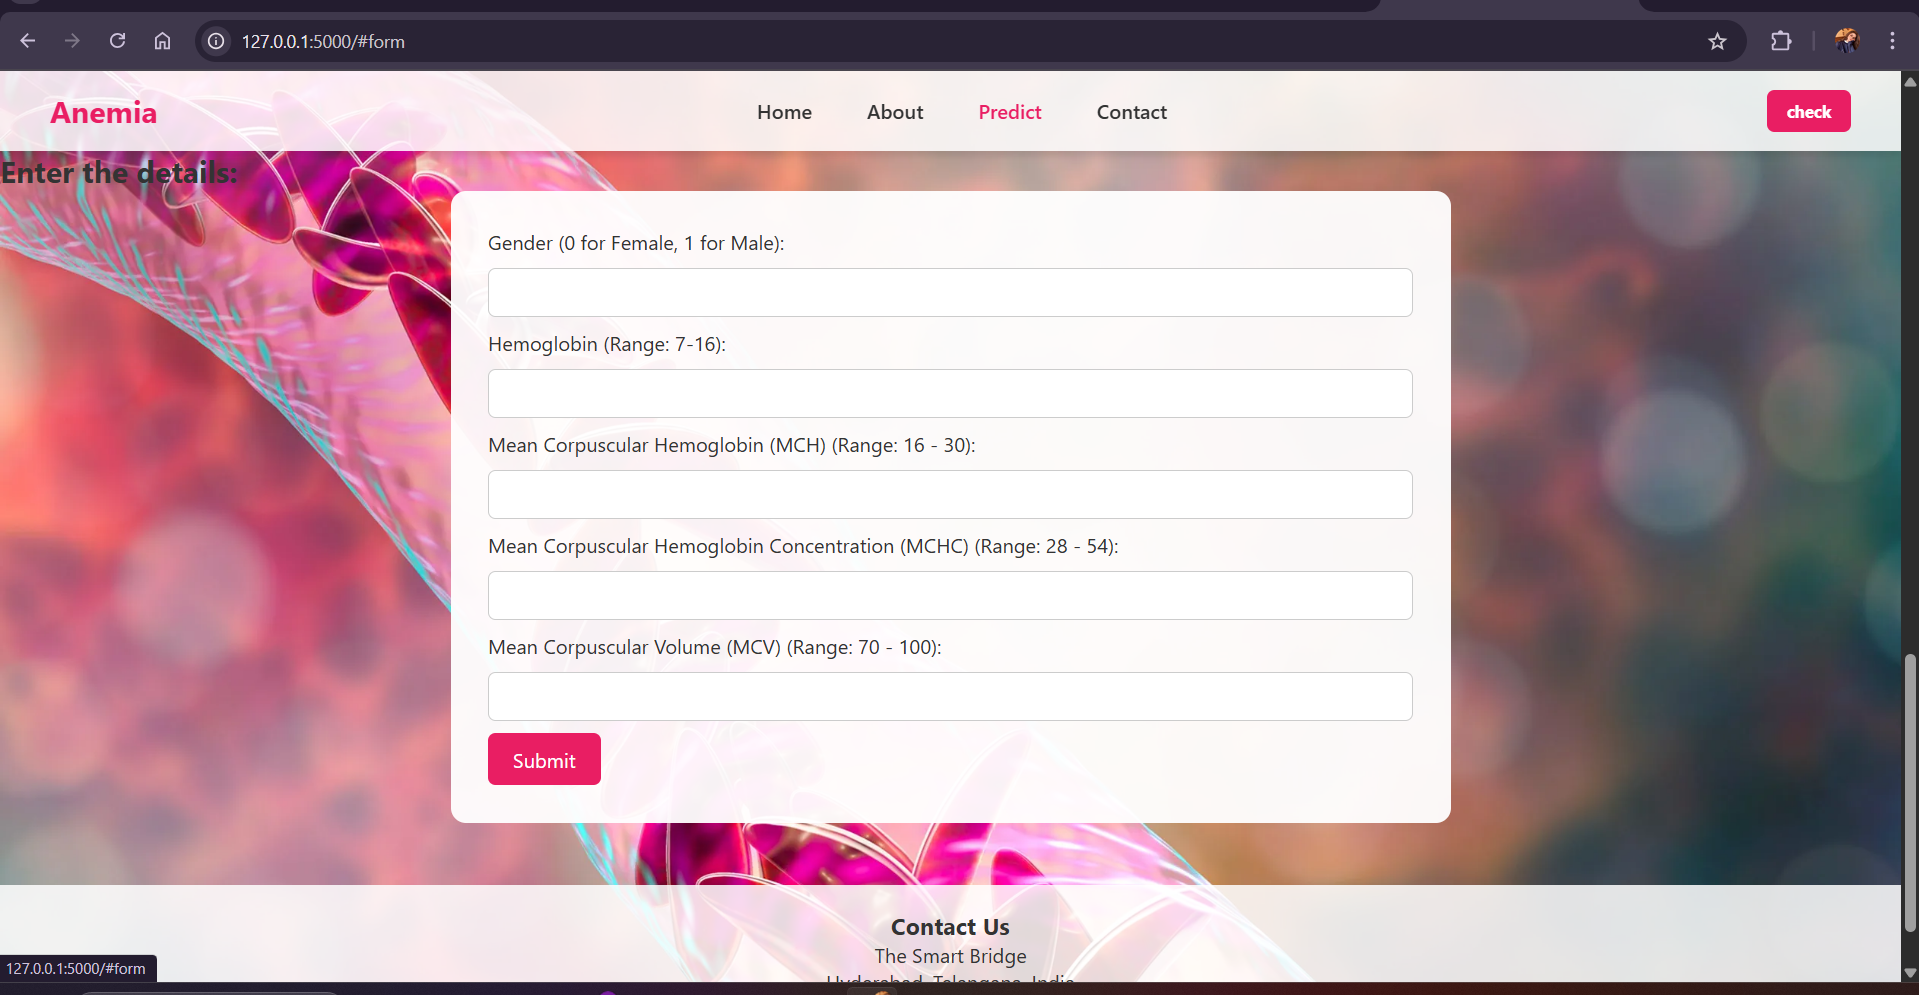 127.0.0.1:5000/#form
Anemia
Home About Predict Contact
check
Enter the details:
Gender (0 for Female, 1 for Male):
Hemoglobin (Range: 7-16):
Mean Corpuscular Hemoglobin (MCH) (Range: 16 - 30):
Mean Corpuscular Hemoglobin Concentration (MCHC) (Range: 28 - 54):
Mean Corpuscular Volume (MCV) (Range: 70 - 100):
Submit
Contact Us
The Smart Bridge
Hyderabad, Telangana, India
127.0.0.1:5000/#form